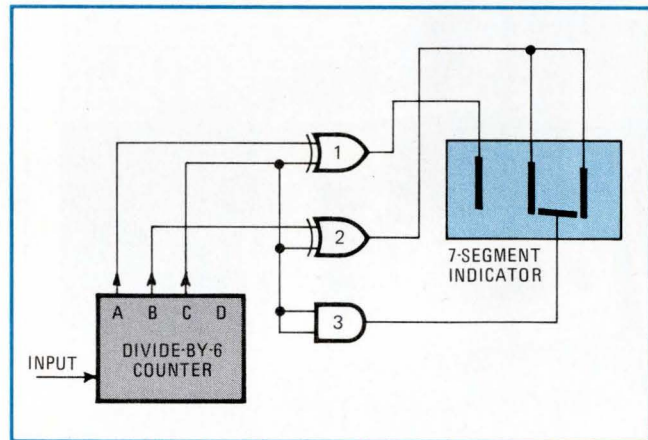 1
2
3
7-SEGMENT
INDICATOR
A B C D
DIVIDE-BY-6
COUNTER
INPUT